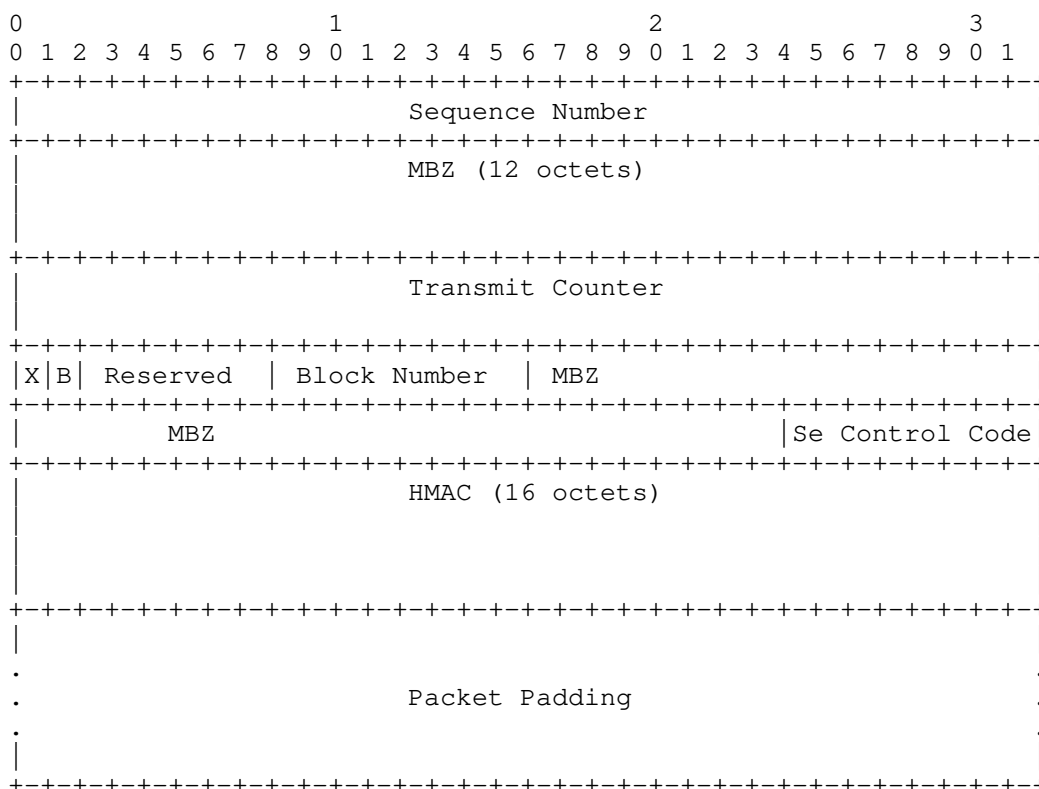 0                   1                   2                   3
0 1 2 3 4 5 6 7 8 9 0 1 2 3 4 5 6 7 8 9 0 1 2 3 4 5 6 7 8 9 0 1
+-+-+-+-+-+-+-+-+-+-+-+-+-+-+-+-+-+-+-+-+-+-+-+-+-+-+-+-+-+-+-+--
|                        Sequence Number
+-+-+-+-+-+-+-+-+-+-+-+-+-+-+-+-+-+-+-+-+-+-+-+-+-+-+-+-+-+-+-+--
|                        MBZ (12 octets)
|
|
+-+-+-+-+-+-+-+-+-+-+-+-+-+-+-+-+-+-+-+-+-+-+-+-+-+-+-+-+-+-+-+--
|                        Transmit Counter
|
+-+-+-+-+-+-+-+-+-+-+-+-+-+-+-+-+-+-+-+-+-+-+-+-+-+-+-+-+-+-+-+--
|X|B| Reserved  | Block Number  | MBZ
+-+-+-+-+-+-+-+-+-+-+-+-+-+-+-+-+-+-+-+-+-+-+-+-+-+-+-+-+-+-+-+--
|         MBZ                                   |Se Control Code
+-+-+-+-+-+-+-+-+-+-+-+-+-+-+-+-+-+-+-+-+-+-+-+-+-+-+-+-+-+-+-+--
|                        HMAC (16 octets)
|
|
|
+-+-+-+-+-+-+-+-+-+-+-+-+-+-+-+-+-+-+-+-+-+-+-+-+-+-+-+-+-+-+-+--
|
.                                                               .
.                        Packet Padding                         .
.                                                               .
|
+-+-+-+-+-+-+-+-+-+-+-+-+-+-+-+-+-+-+-+-+-+-+-+-+-+-+-+-+-+-+-+--